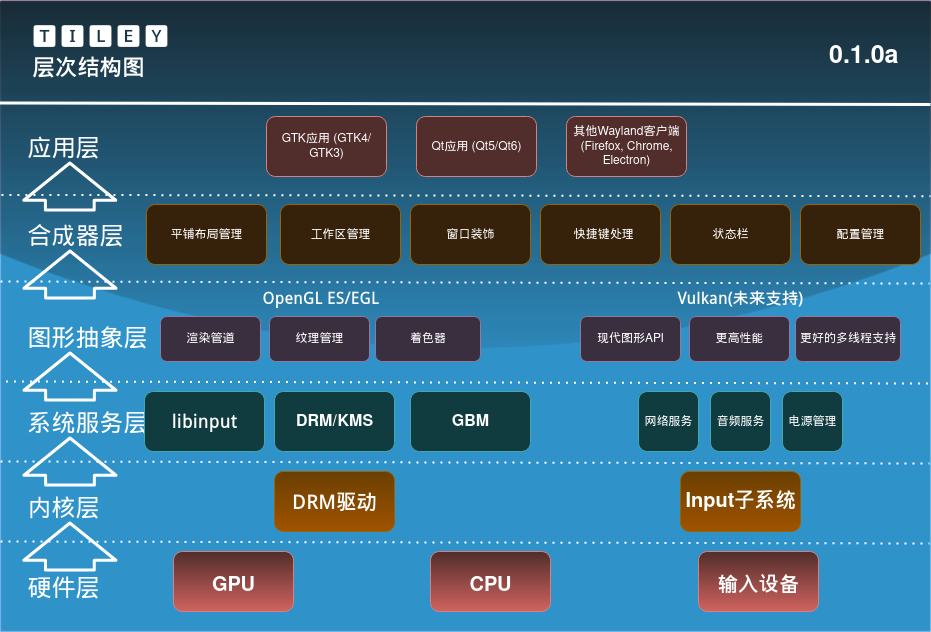 TILEY
层次结构图
0.1.0a
应用层
GTK应用 (GTK4/
GTK3)
Qt应用 (Qt5/Qt6)
其他Wayland客户端
(Firefox, Chrome,
Electron)
合成器层
平铺布局管理
工作区管理
窗口装饰
快捷键处理
状态栏
配置管理
OpenGL ES/EGL
Vulkan(未来支持)
图形抽象层
渲染管道
纹理管理
着色器
现代图形API
更高性能
更好的多线程支持
系统服务层
libinput
DRM/KMS
GBM
网络服务
音频服务
电源管理
内核层
DRM驱动
Input子系统
硬件层
GPU
CPU
输入设备